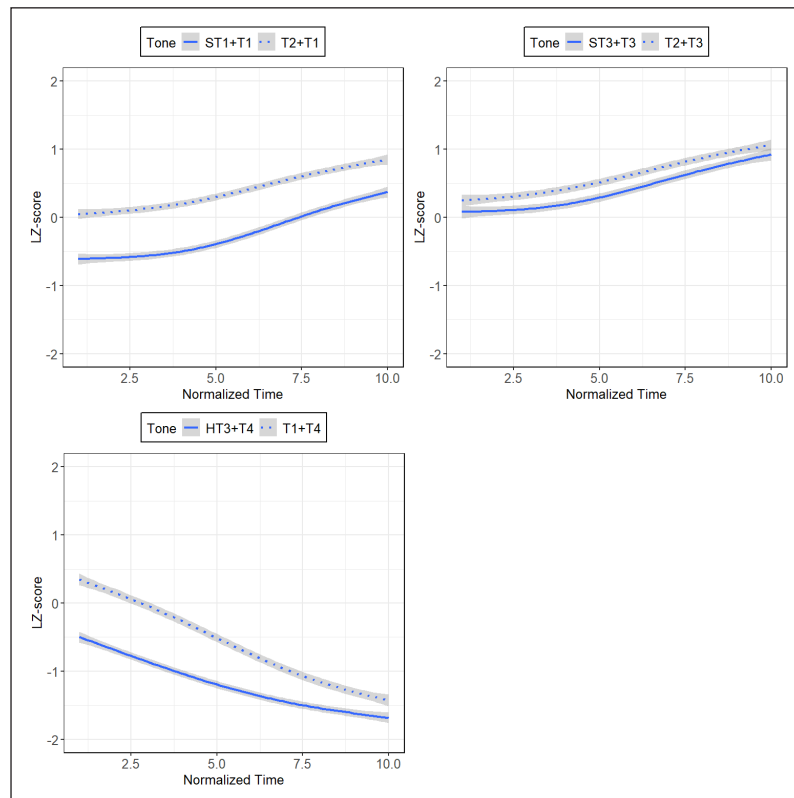 Tone ST1+T1 T2+T1
2
1
0
-1
-2
LZ-score
2.5 5.0 7.5 10.0
Normalized Time
Tone ST3+T3 T2+T3
2
1
0
-1
-2
LZ-score
2.5 5.0 7.5 10.0
Normalized Time
Tone HT3+T4 T1+T4
2
1
0
-1
-2
LZ-score
2.5 5.0 7.5 10.0
Normalized Time